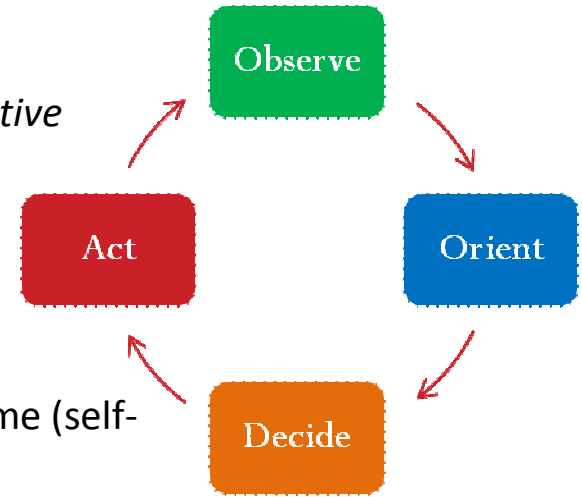 Observe
tive
Act
Orient
me (self-
Decide